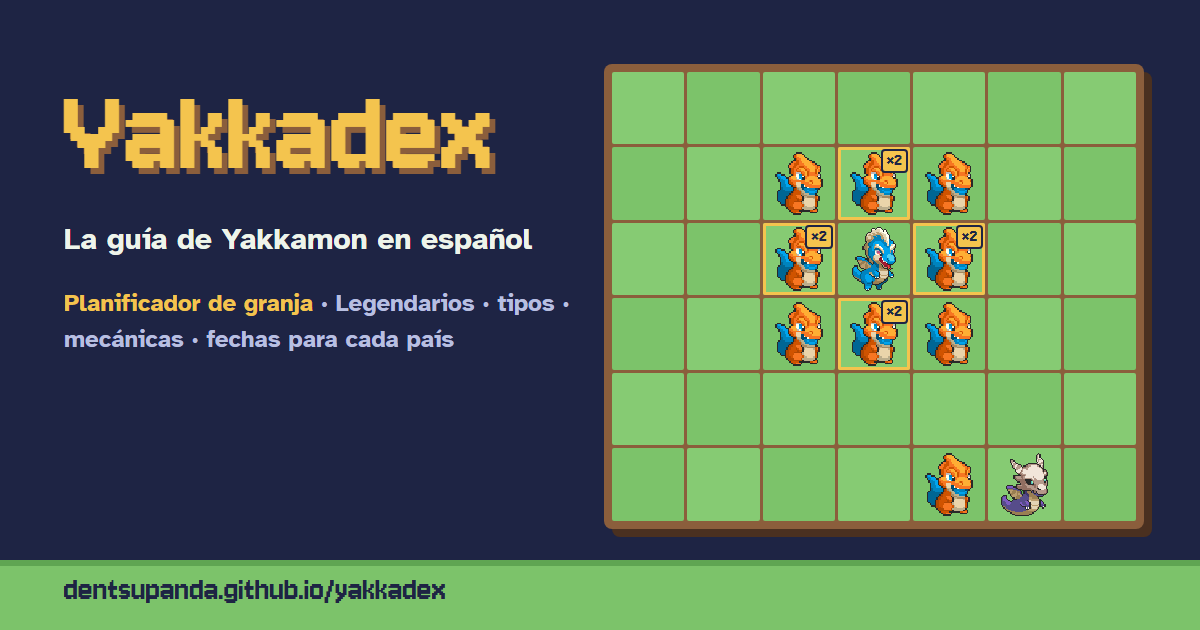 Yakkadex
La guía de Yakkamon en español
Planificador de granja · Legendarios · tipos ·
mecánicas · fechas para cada país
×2
×2
×2
×2
dentsupanda.github.io/yakkadex